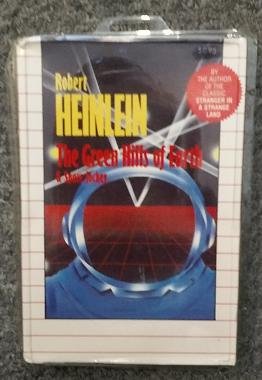 Robert
HEINLEIN
The Green Hills of Earth
BY
THE AUTHOR
OF THE
CLASSIC
STRANGER IN
A STRANGE
LAND